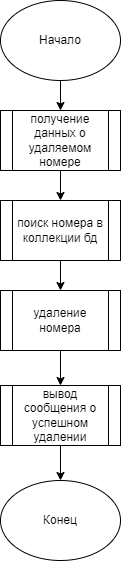 Начало
получение
данных о
удаляемом
номере
поиск номера в
коллекции бд
удаление
номера
вывод
сообщения о
успешном
удалении
Конец